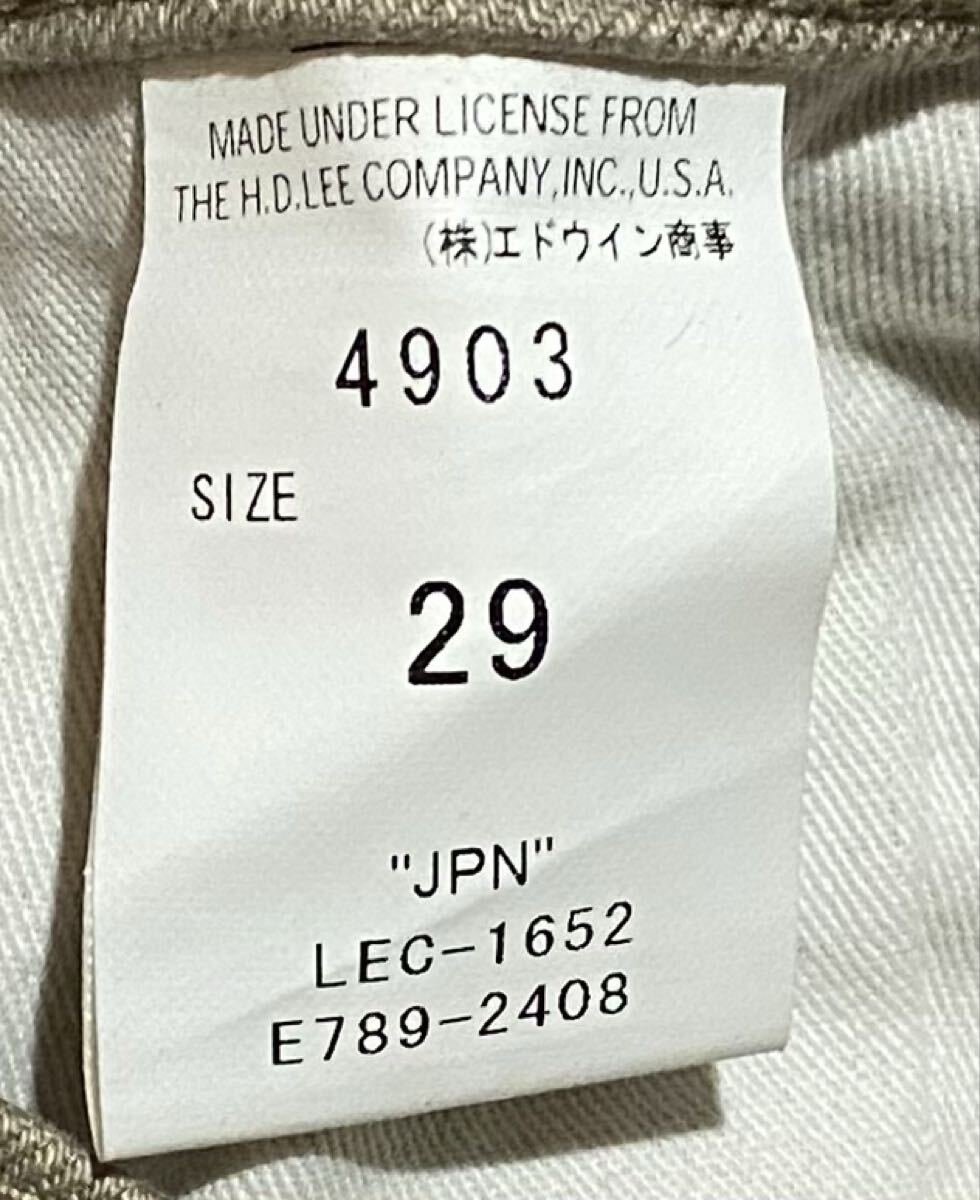 MADE UNDER LICENSE FROM
THE H.D.LEE COMPANY,INC.,U.S.A.
(株)エドウイン商事
4903
SIZE
29
"JPN"
LEC-1652
E789-2408